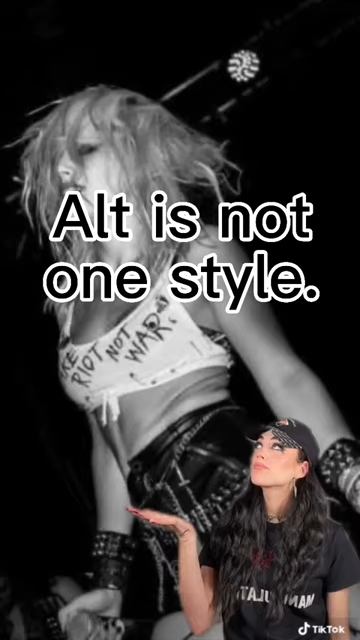 Alt is not
one style.
RIOT NOT
WAR.
TikTok